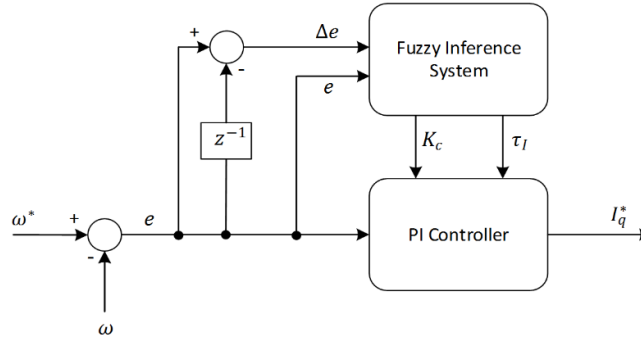 +
Δe
Fuzzy Inference
System
-
e
z⁻¹
K_c
τ_I
ω*
+
e
PI Controller
I_q^*
-
ω